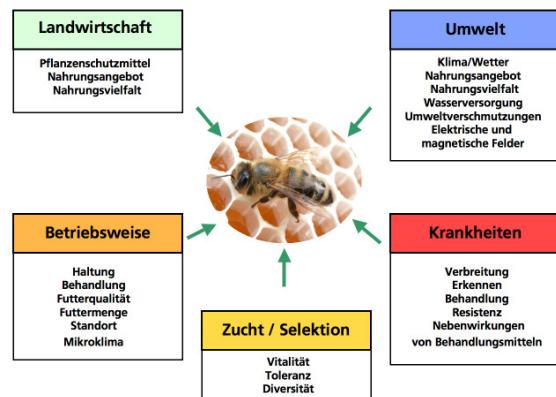 Landwirtschaft
Pflanzenschutzmittel
Nahrungsangebot
Nahrungsvielfalt
Umwelt
Klima/Wetter
Nahrungsangebot
Nahrungsvielfalt
Wasserversorgung
Umweltverschmutzungen
Elektrische und
magnetische Felder
Betriebsweise
Haltung
Behandlung
Futterqualität
Futtermenge
Standort
Mikroklima
Zucht / Selektion
Vitalität
Toleranz
Diversität
Krankheiten
Verbreitung
Erkennen
Behandlung
Resistenz
Nebenwirkungen
von Behandlungsmitteln